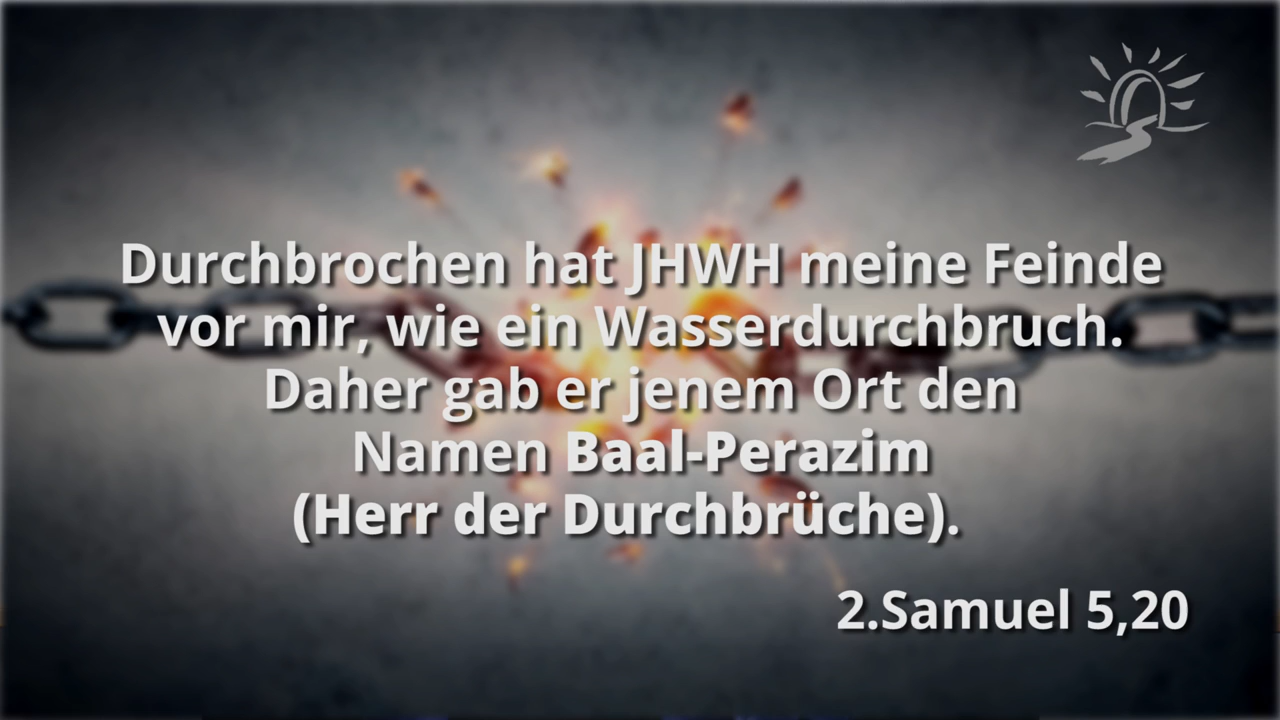 Durchbrochen hat JHWH meine Feinde
vor mir, wie ein Wasserdurchbruch.
Daher gab er jenem Ort den
Namen Baal-Perazim
(Herr der Durchbrüche).
2.Samuel 5,20